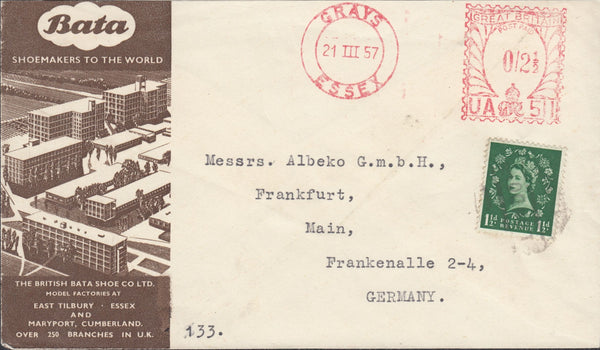 Bata
SHOEMAKERS TO THE WORLD
THE BRITISH BATA SHOE CO LTD.
MODEL FACTORIES AT
EAST TILBURY · ESSEX
AND
MARYPORT, CUMBERLAND.
OVER 250 BRANCHES IN U.K.
GRAYS
21 III 57
ESSEX
GREAT BRITAIN
POSTAGE PAID
0/2½
UA 511
1½D POSTAGE REVENUE 1½D
Messrs. Albeko G.m.b.H.,
Frankfurt,
Main,
Frankenalle 2-4,
GERMANY.
133.